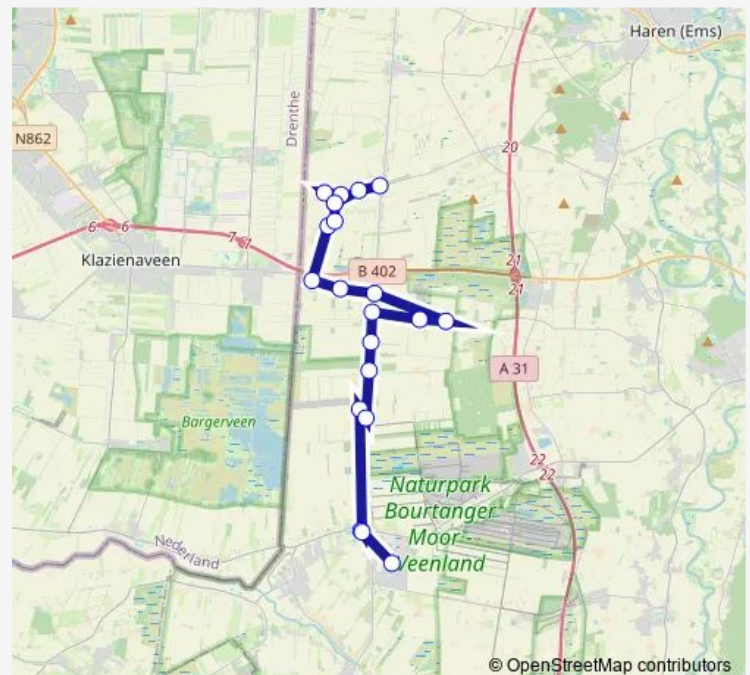 Haren (Ems)
Drenthe
N862
20
6
6
7
7
Klazienaveen
B 402
21
21
A 31
Bargerveen
22
22
Naturpark
Bourtanger
Moor -
Veenland
Nederland
© OpenStreetMap contributors